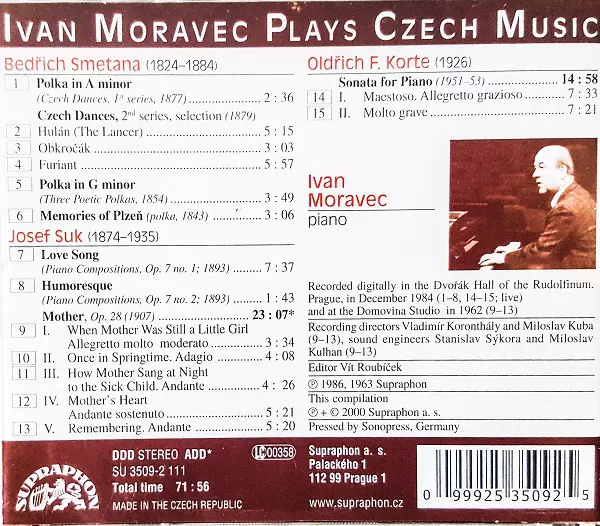 IVAN MORAVEC PLAYS CZECH MUSIC
Bedřich Smetana (1824–1884)
1 Polka in A minor
(Czech Dances, 1st series, 1877) 2 : 36
Czech Dances, 2nd series, selection (1879)
2 Hulán (The Lancer) 5 : 15
3 Obkročák 3 : 03
4 Furiant 5 : 57
5 Polka in G minor
(Three Poetic Polkas, 1854) 3 : 49
6 Memories of Plzeň (polka, 1843) 3 : 06
Josef Suk (1874–1935)
7 Love Song
(Piano Compositions, Op. 7 no. 1; 1893) 7 : 37
8 Humoresque
(Piano Compositions, Op. 7 no. 2; 1893) 1 : 43
Mother, Op. 28 (1907) 23 : 07*
9 I. When Mother Was Still a Little Girl
Allegretto molto moderato 3 : 34
10 II. Once in Springtime. Adagio 4 : 08
11 III. How Mother Sang at Night
to the Sick Child. Andante 4 : 26
12 IV. Mother's Heart
Andante sostenuto 5 : 21
13 V. Remembering. Andante 5 : 20
Oldřich F. Korte (1926)
Sonata for Piano (1951–53) 14 : 58
14 I. Maestoso. Allegretto grazioso 7 : 33
15 II. Molto grave 7 : 21
Ivan
Moravec
piano
Recorded digitally in the Dvořák Hall of the Rudolfinum.
Prague, in December 1984 (1–8, 14–15; live)
and at the Domovina Studio in 1962 (9–13)
Recording directors Vladimír Koronthály and Miloslav Kuba
(9–13), sound engineers Stanislav Sýkora and Miloslav
Kulhan (9–13)
Editor Vít Roubíček
℗ 1986, 1963 Supraphon
This compilation
℗ + © 2000 Supraphon a. s.
Pressed by Sonopress, Germany
SUPRAPHON
DDD STEREO ADD*
SU 3509-2 111
Total time 71 : 56
MADE IN THE CZECH REPUBLIC
LC 00358
Supraphon a. s.
Palackého 1
112 99 Prague 1
www.supraphon.cz
0 99925 35092 5